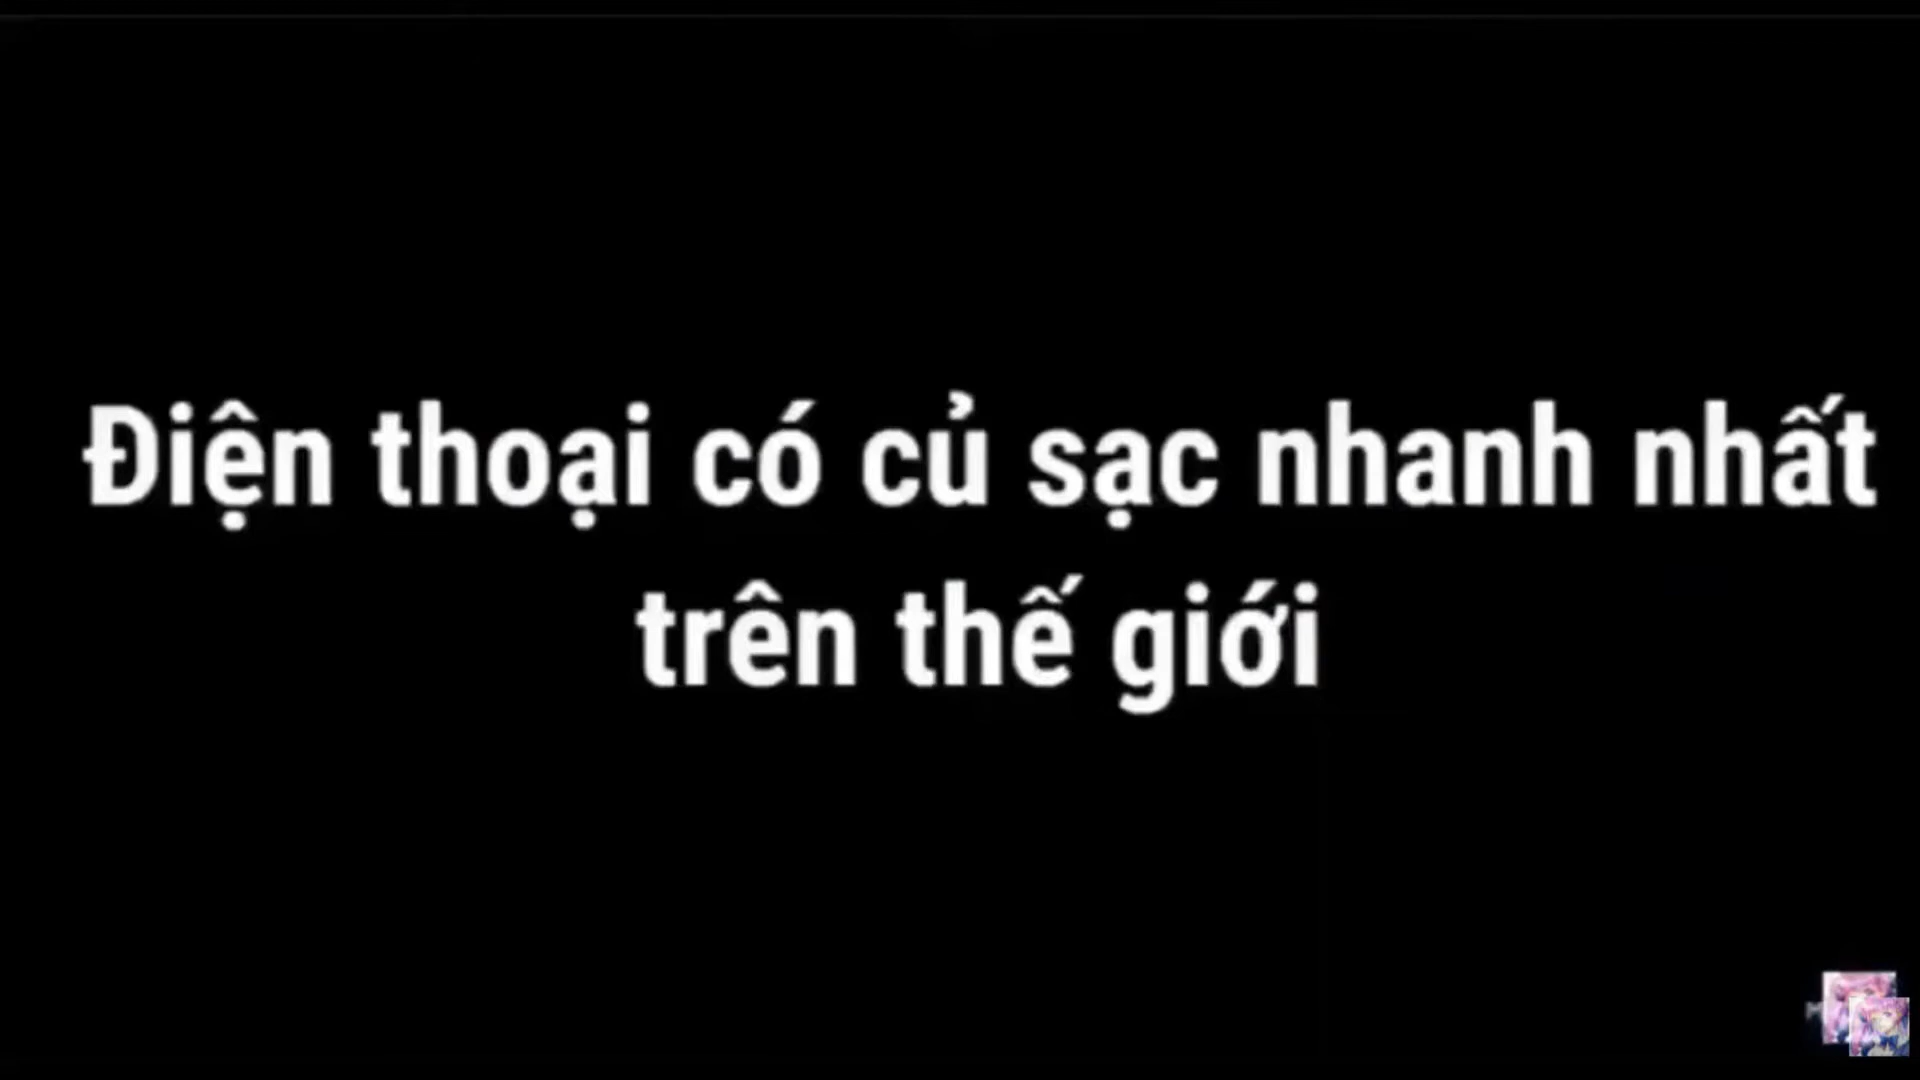 Điện thoại có củ sạc nhanh nhất
trên thế giới